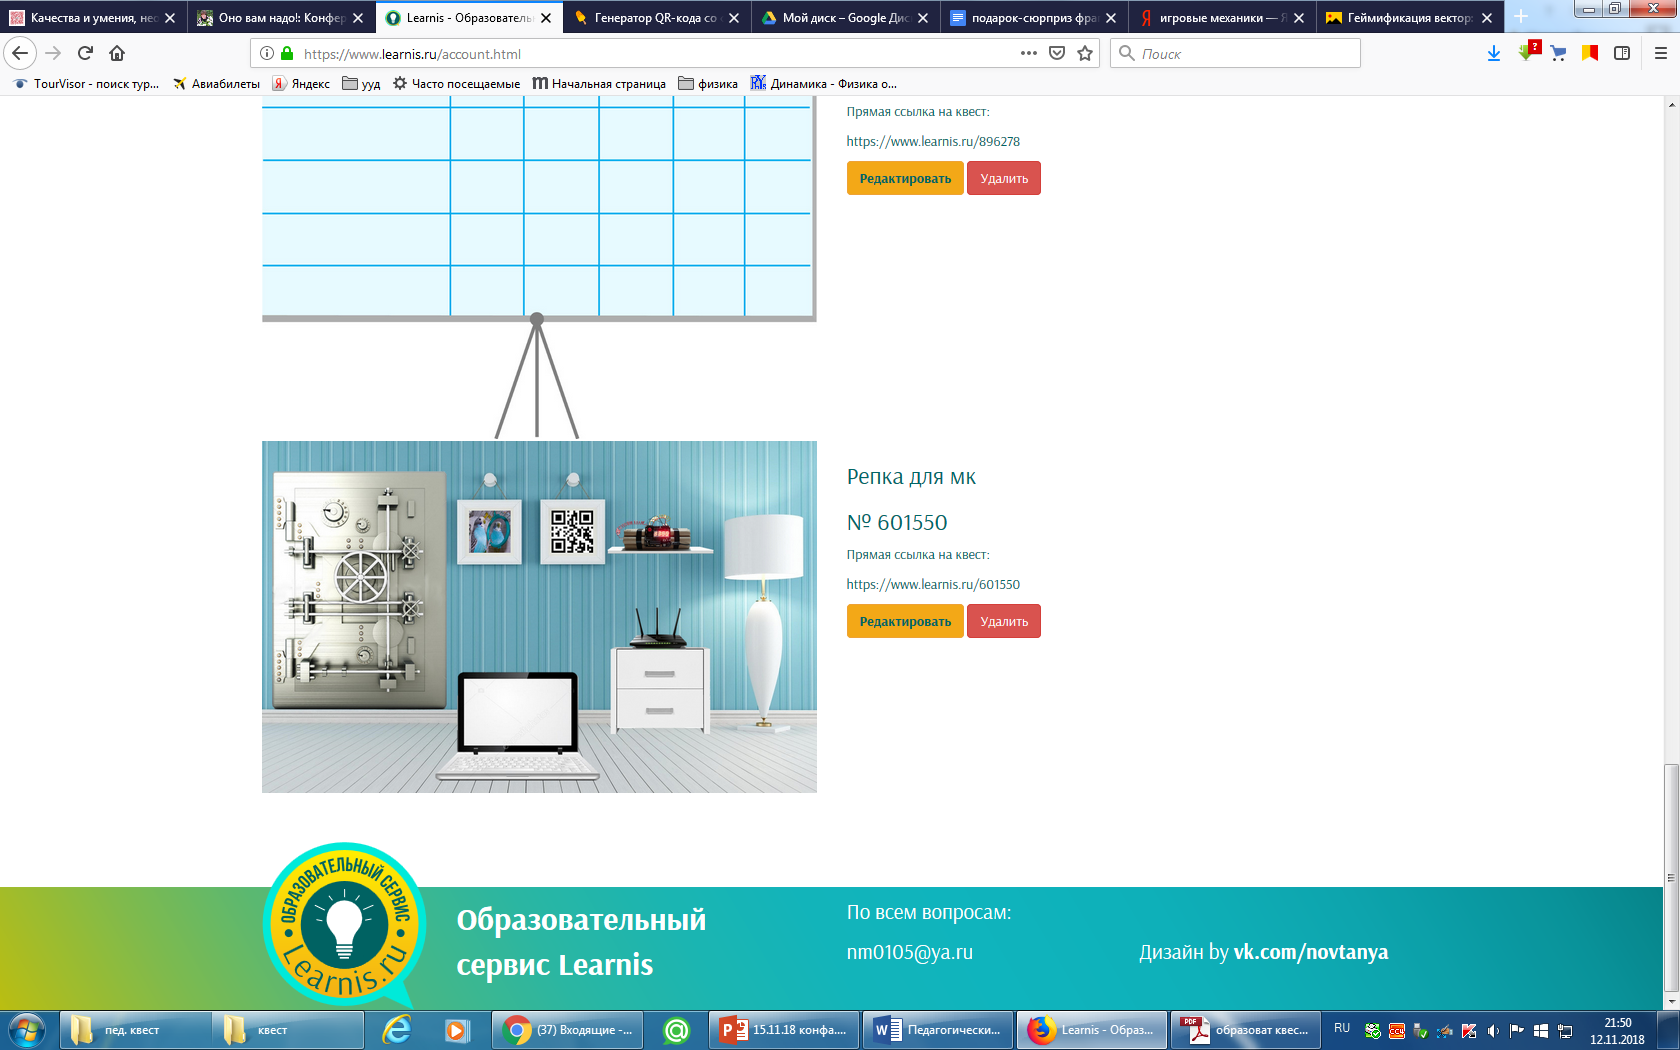 Качества и умения, нео
Оно вам надо!: Конфер
Learnis - Образователь
Генератор QR-кода со
Мой диск – Google Дис
подарок-сюрприз фраг
игровые механики — Я
Геймификация вектор:
https://www.learnis.ru/account.html
Поиск
TourVisor - поиск тур...
Авиабилеты
Яндекс
ууд
Часто посещаемые
Начальная страница
физика
Динамика - Физика о...
Прямая ссылка на квест:
https://www.learnis.ru/896278
Редактировать Удалить
Репка для мк
№ 601550
Прямая ссылка на квест:
https://www.learnis.ru/601550
Редактировать Удалить
ОБРАЗОВАТЕЛЬНЫЙ СЕРВИС
Learnis.ru
Образовательный
сервис Learnis
По всем вопросам:
nm0105@ya.ru
Дизайн by vk.com/novtanya
пед. квест
квест
(37) Входящие -...
15.11.18 конфа....
Педагогически...
Learnis - Образ...
PDF
образоват квес...
RU
21:50
12.11.2018